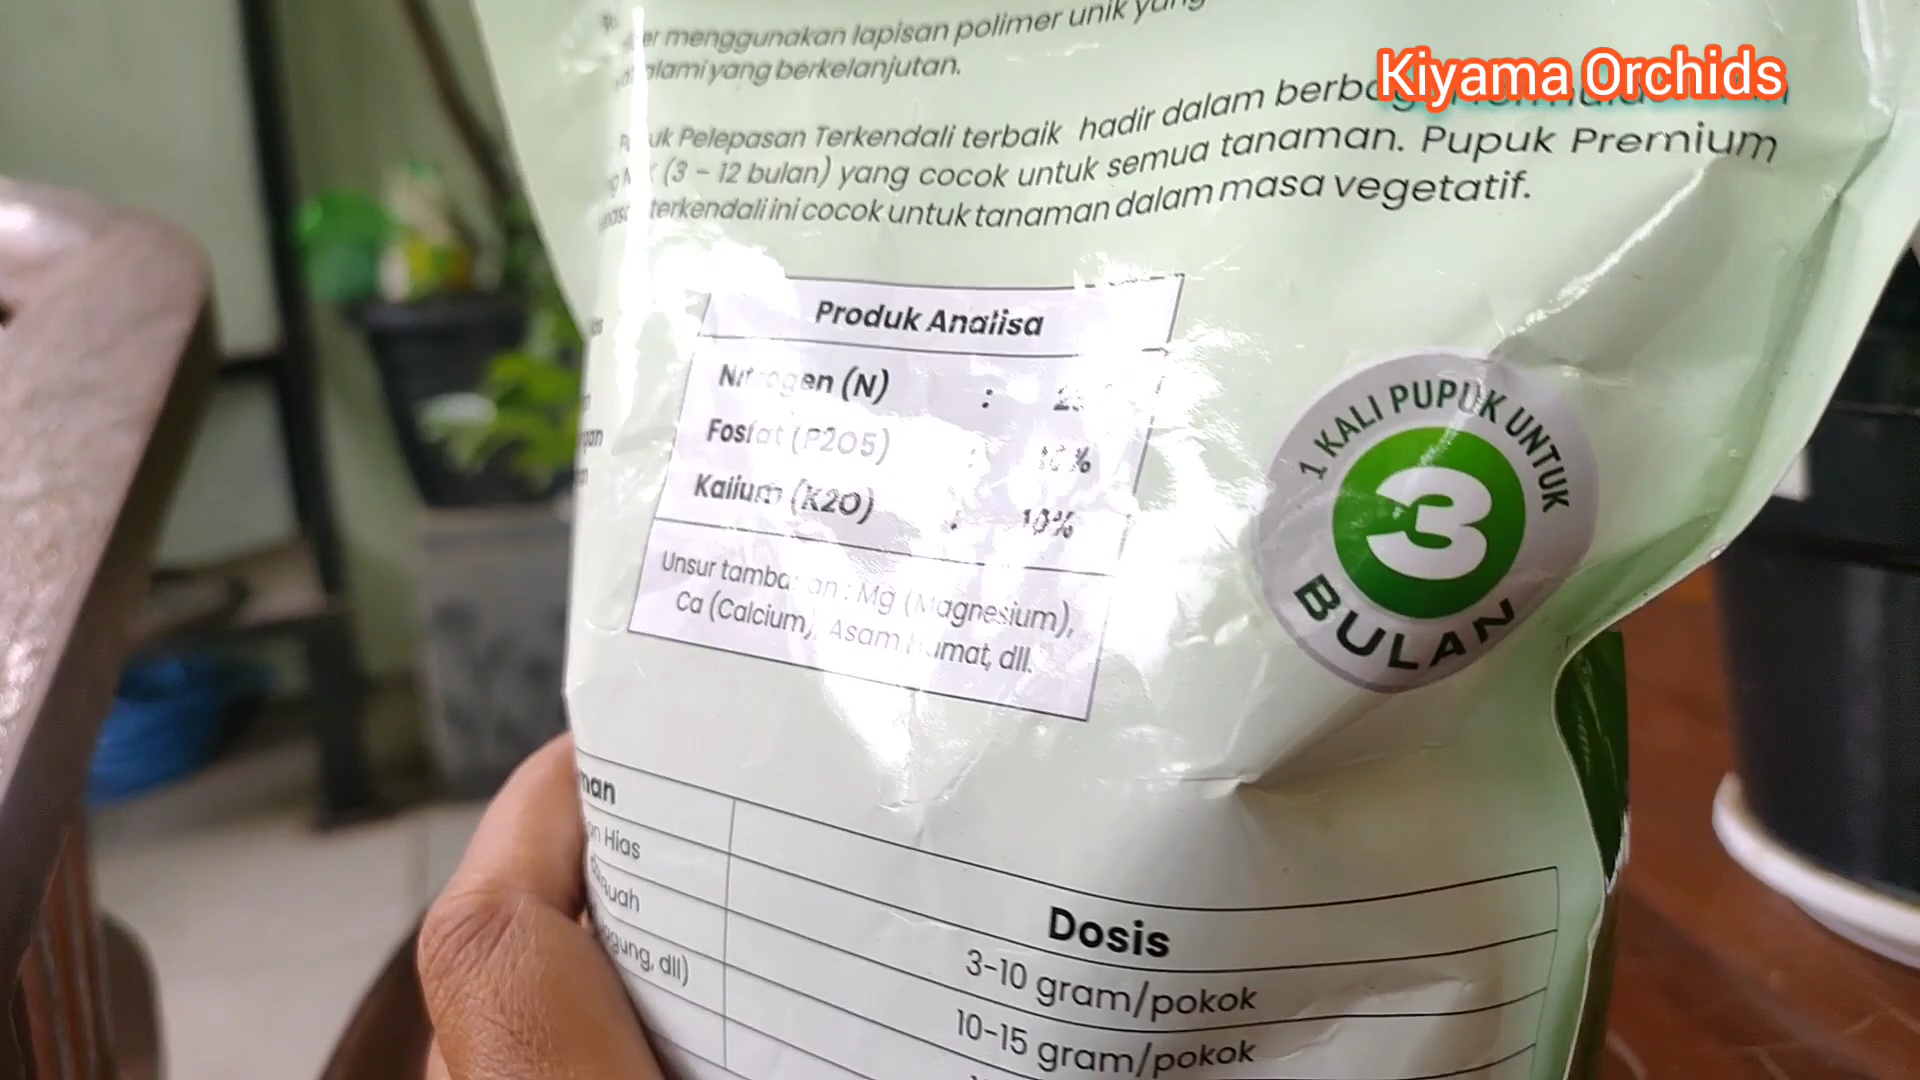 menggunakan lapisan polimer unik yang
alami yang berkelanjutan.
Kiyama Orchids
Pelepasan Terkendali terbaik hadir dalam
(3 - 12 bulan) yang cocok untuk semua tanaman. Pupuk Premium
terkendali ini cocok untuk tanaman dalam masa vegetatif.
Produk Analisa
Nitrogen (N) :
Fosfat (P2O5) : %
Kalium (K2O) : 10%
Unsur tambahan : Mg (Magnesium),
Ca (Calcium), Asam Humat, dll.
1 KALI PUPUK UNTUK
3
BULAN
Dosis
Hias 3-10 gram/pokok
Buah 10-15 gram/pokok
dll)